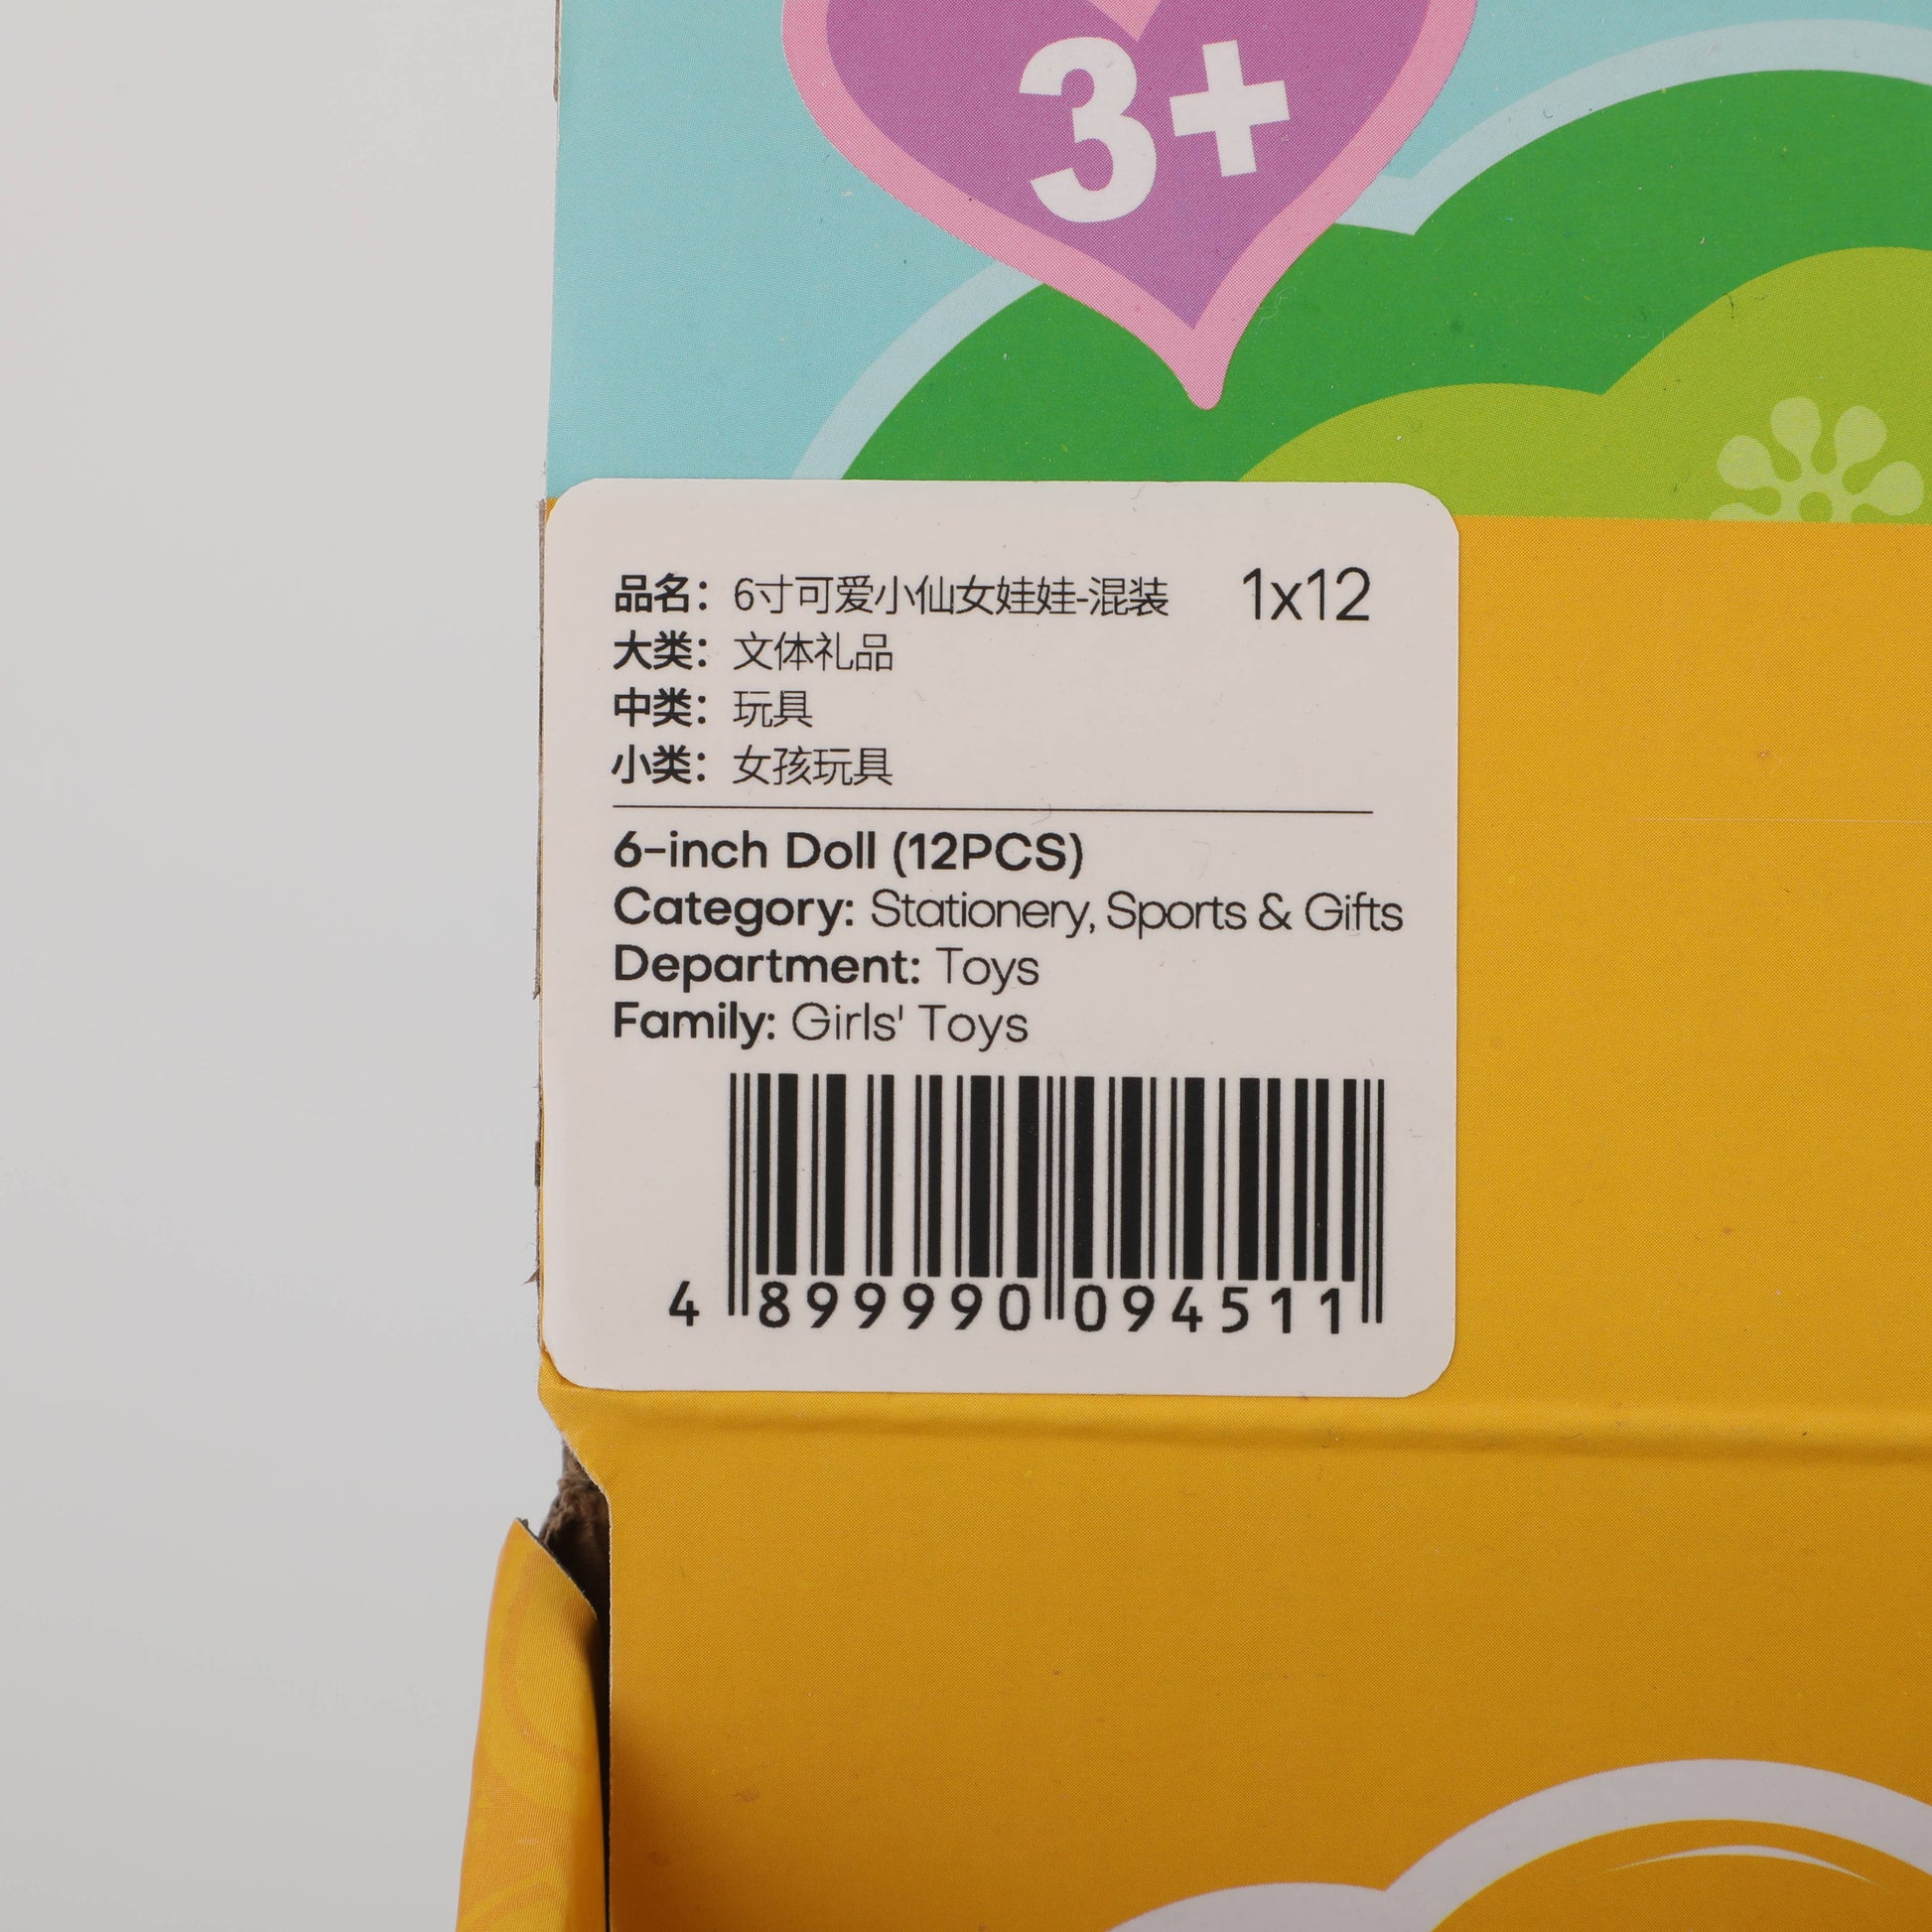 3+
品名：6寸可爱小仙女娃娃-混装 1x12
大类：文体礼品
中类：玩具
小类：女孩玩具
6-inch Doll (12PCS)
Category: Stationery, Sports & Gifts
Department: Toys
Family: Girls' Toys
4 899990 094511